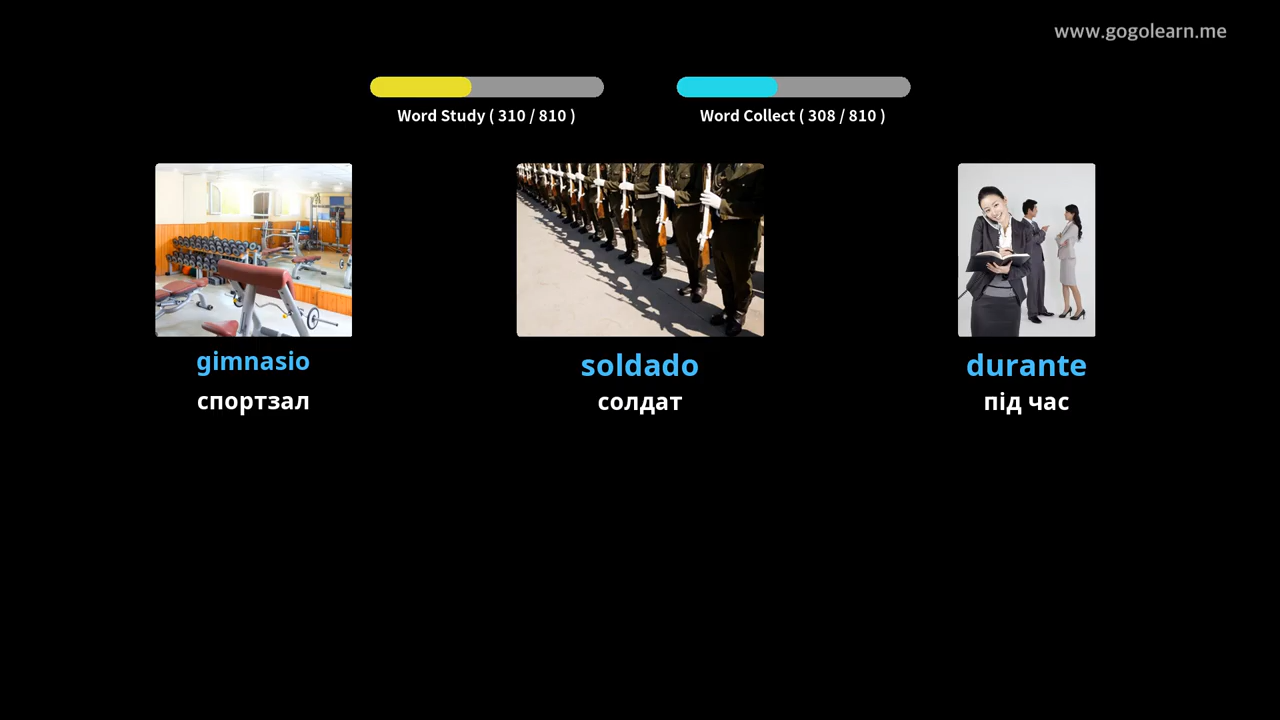 www.gogolearn.me
Word Study ( 310 / 810 )
Word Collect ( 308 / 810 )
gimnasio
soldado
durante
спортзал
солдат
під час